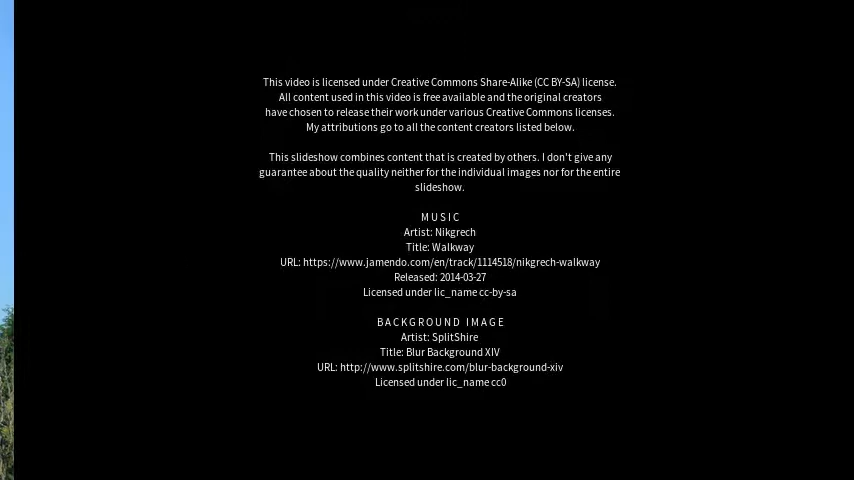 This video is licensed under Creative Commons Share-Alike (CC BY-SA) license.
All content used in this video is free available and the original creators
have chosen to release their work under various Creative Commons licenses.
My attributions go to all the content creators listed below.
This slideshow combines content that is created by others. I don't give any
guarantee about the quality neither for the individual images nor for the entire
slideshow.
M U S I C
Artist: Nikgrech
Title: Walkway
URL: https://www.jamendo.com/en/track/1114518/nikgrech-walkway
Released: 2014-03-27
Licensed under lic_name cc-by-sa
B A C K G R O U N D   I M A G E
Artist: SplitShire
Title: Blur Background XIV
URL: http://www.splitshire.com/blur-background-xiv
Licensed under lic_name cc0